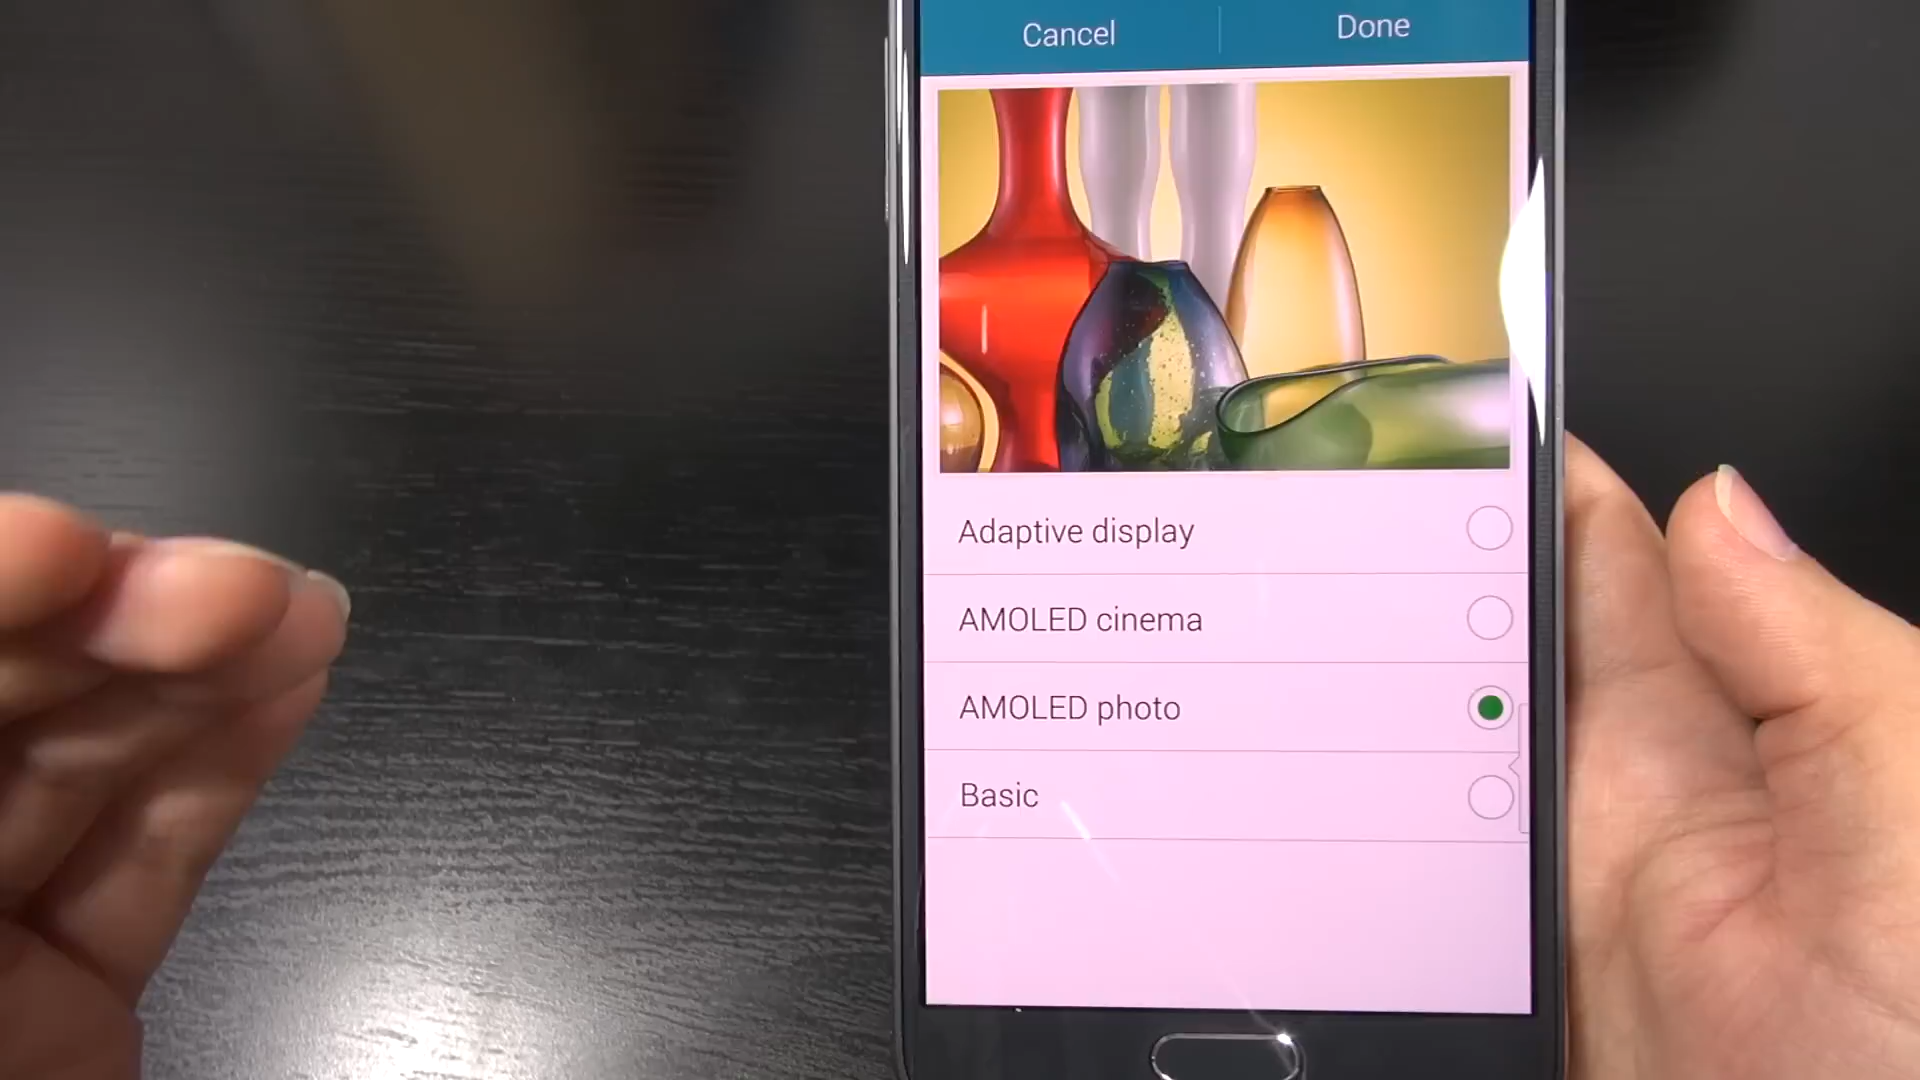 Cancel
Done
Adaptive display
AMOLED cinema
AMOLED photo
Basic